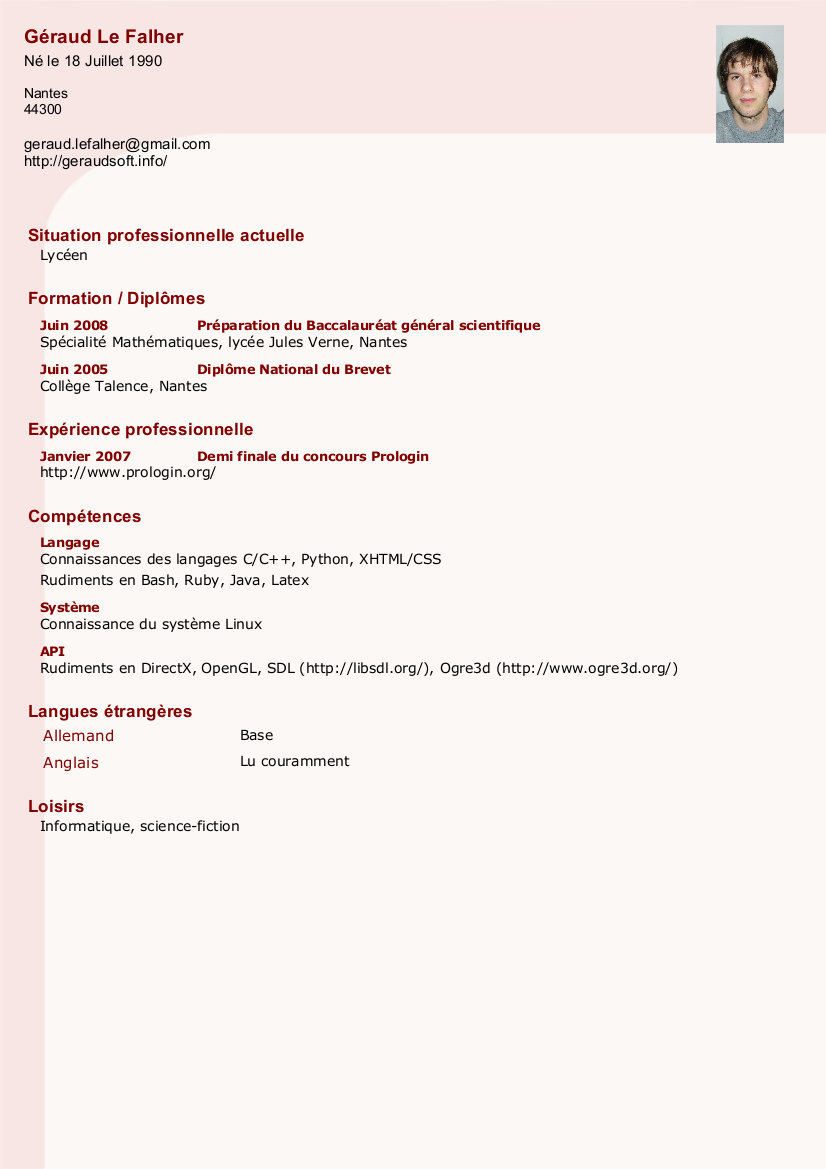 Géraud Le Falher
Né le 18 Juillet 1990
Nantes
44300
geraud.lefalher@gmail.com
http://geraudsoft.info/
Situation professionnelle actuelle
Lycéen
Formation / Diplômes
Juin 2008 Préparation du Baccalauréat général scientifique
Spécialité Mathématiques, lycée Jules Verne, Nantes
Juin 2005 Diplôme National du Brevet
Collège Talence, Nantes
Expérience professionnelle
Janvier 2007 Demi finale du concours Prologin
http://www.prologin.org/
Compétences
Langage
Connaissances des langages C/C++, Python, XHTML/CSS
Rudiments en Bash, Ruby, Java, Latex
Système
Connaissance du système Linux
API
Rudiments en DirectX, OpenGL, SDL (http://libsdl.org/), Ogre3d (http://www.ogre3d.org/)
Langues étrangères
Allemand Base
Anglais Lu couramment
Loisirs
Informatique, science-fiction